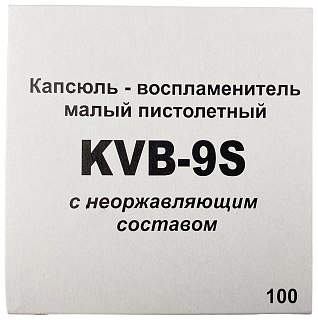 Капсюль - воспламенитель
малый пистолетный
KVB-9S
с неоржавляющим
составом
100